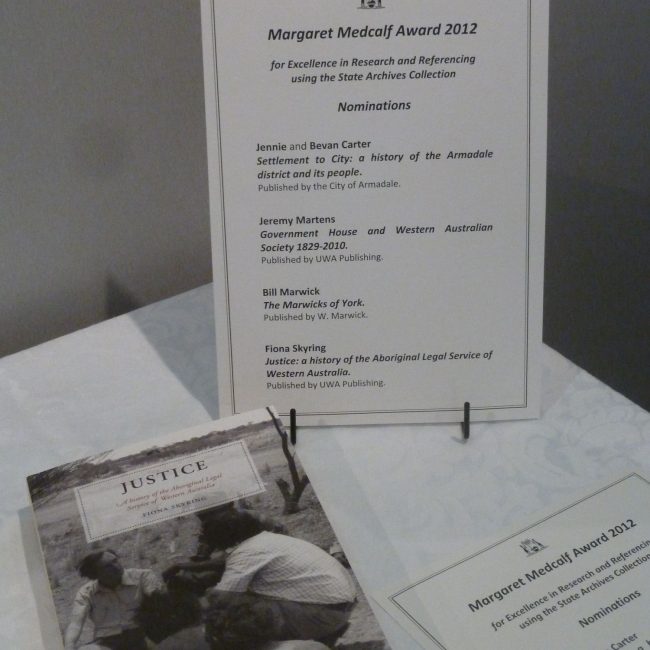 Margaret Medcalf Award 2012
for Excellence in Research and Referencing
using the State Archives Collection
Nominations
Jennie and Bevan Carter
Settlement to City: a history of the Armadale
district and its people.
Published by the City of Armadale.
Jeremy Martens
Government House and Western Australian
Society 1829-2010.
Published by UWA Publishing.
Bill Marwick
The Marwicks of York.
Published by W. Marwick.
Fiona Skyring
Justice: a history of the Aboriginal Legal Service of
Western Australia.
Published by UWA Publishing.
JUSTICE
A history of the Aboriginal Legal
Service of Western Australia
FIONA SKYRING
Margaret Medcalf Award 2012
for Excellence in Research and Referencing
using the State Archives Collection
Nominations
Carter